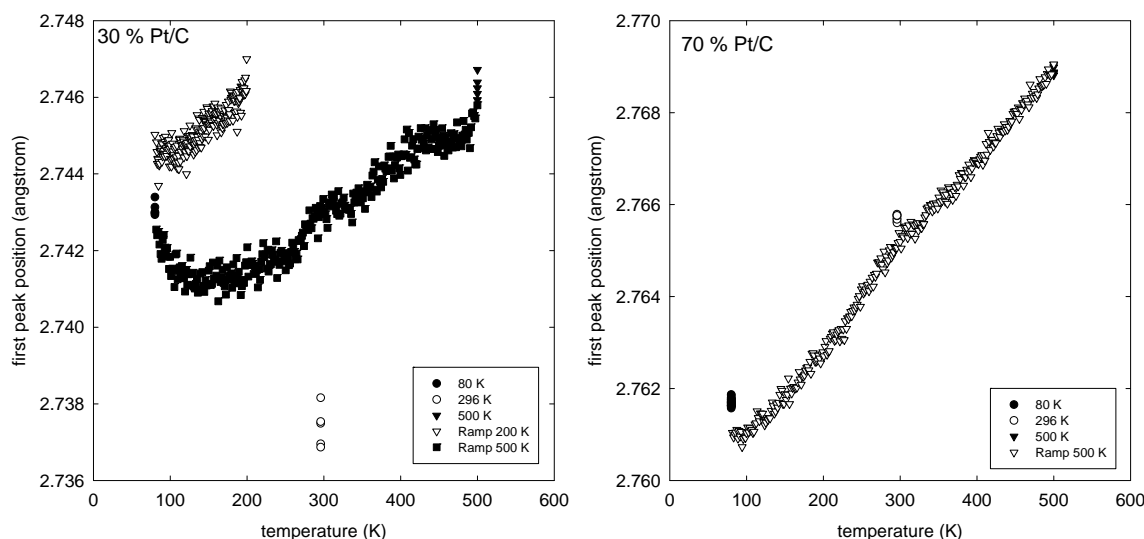 30 % Pt/C
2.748
2.746
2.744
2.742
2.740
2.738
2.736
first peak position (angstrom)
0 100 200 300 400 500 600
temperature (K)
80 K
296 K
500 K
Ramp 200 K
Ramp 500 K
70 % Pt/C
2.770
2.768
2.766
2.764
2.762
2.760
first peak position (angstrom)
0 100 200 300 400 500 600
temperature (K)
80 K
296 K
500 K
Ramp 500 K